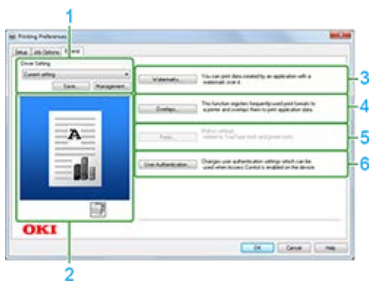 1
Printing Preferences
Setup Job Options Extend
Driver Setting
Current setting
Save... Management...
Watermarks...
You can print data created by an application with a
watermark over it
3
Overlays...
This function registers frequently-used print formats to
a printer and overlays them to print application data.
4
Fonts...
5
User Authentication...
Changes user authentication settings which can be
used when Access Control is enabled on the device
6
A
OKI
OK Cancel Help
2